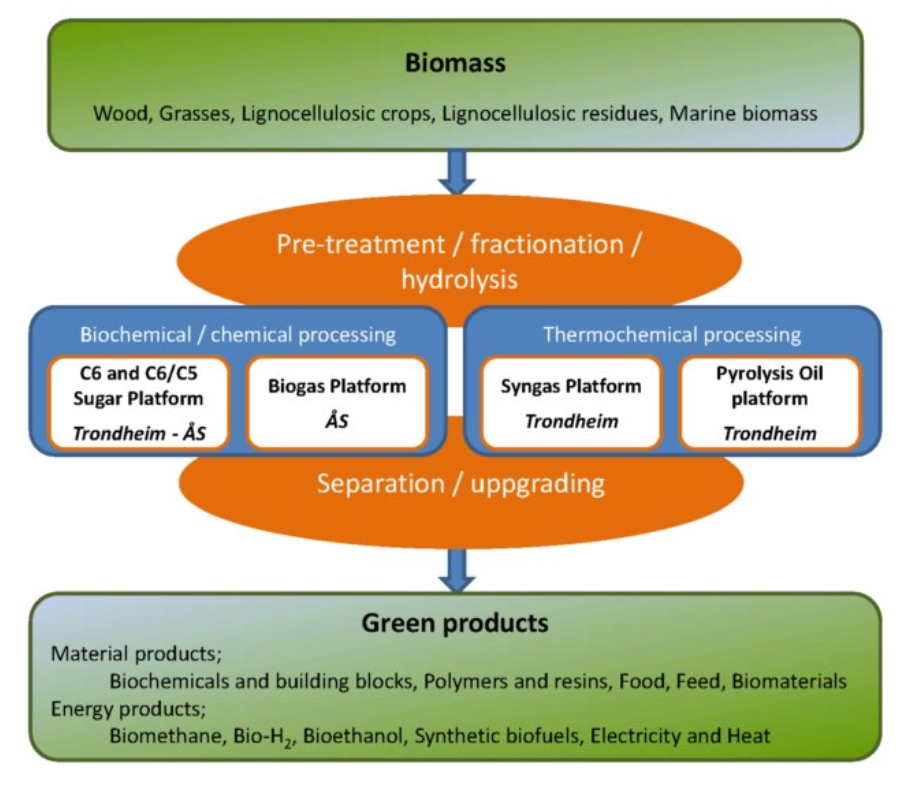 Biomass
Wood, Grasses, Lignocellulosic crops, Lignocellulosic residues, Marine biomass
Pre-treatment / fractionation /
hydrolysis
Biochemical / chemical processing
C6 and C6/C5
Sugar Platform
Trondheim - ÅS
Biogas Platform
ÅS
Thermochemical processing
Syngas Platform
Trondheim
Pyrolysis Oil
platform
Trondheim
Separation / uppgrading
Green products
Material products;
Biochemicals and building blocks, Polymers and resins, Food, Feed, Biomaterials
Energy products;
Biomethane, Bio-H₂, Bioethanol, Synthetic biofuels, Electricity and Heat